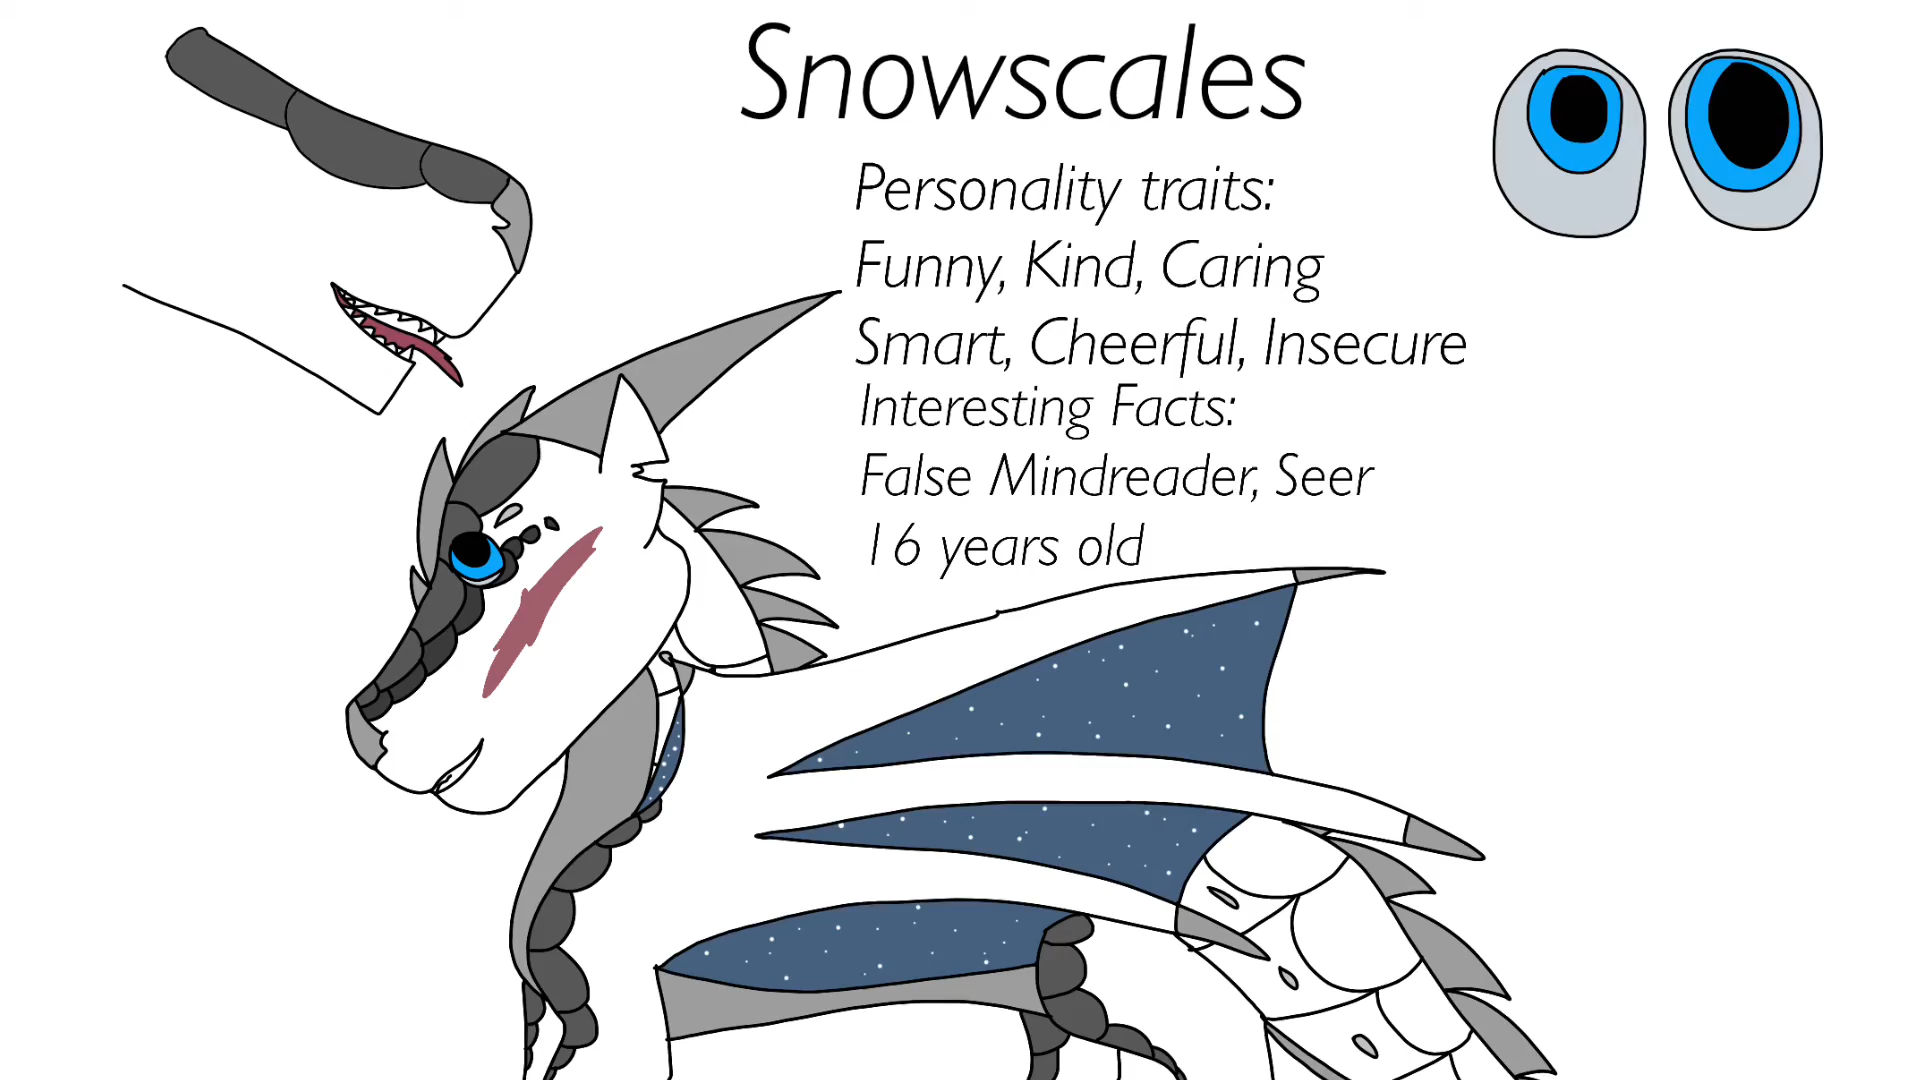 Snowscales
Personality traits:
Funny, Kind, Caring
Smart, Cheerful, Insecure
Interesting Facts:
False Mindreader, Seer
16 years old